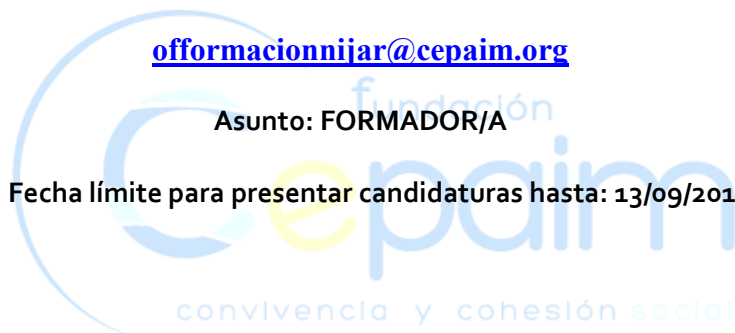 offormacionnijar@cepaim.org
fundación
Asunto: FORMADOR/A
Fecha límite para presentar candidaturas hasta: 13/09/201
Cepaim
convivencia y cohesión social